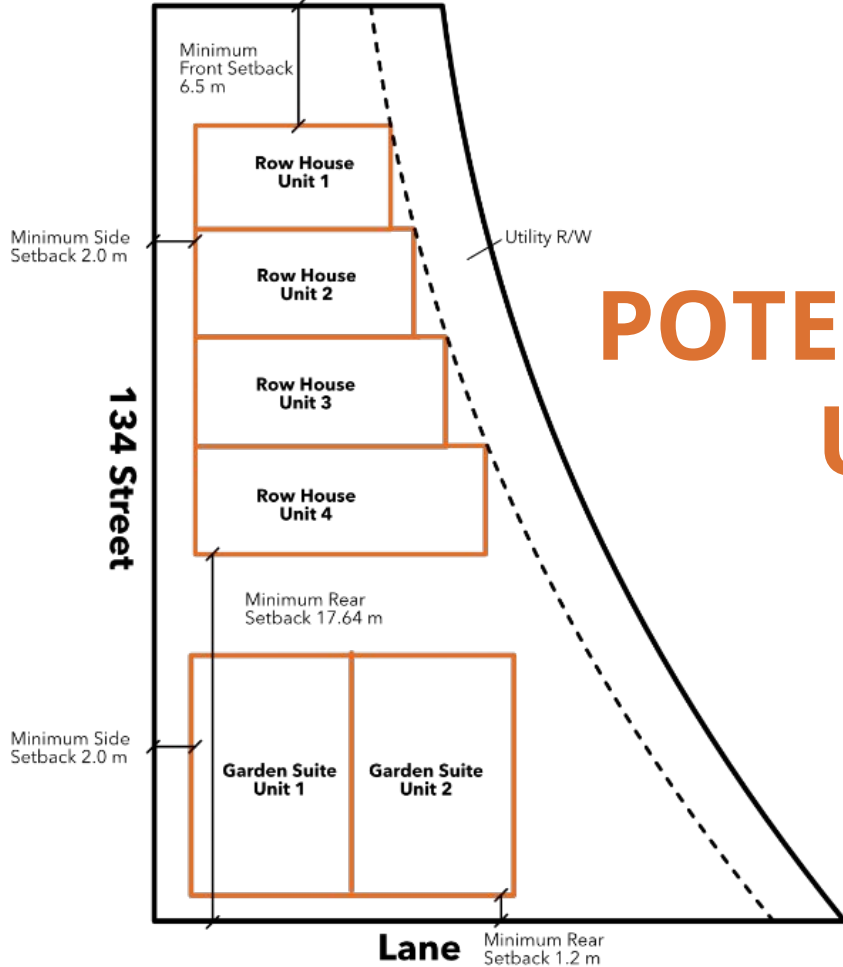 Minimum
Front Setback
6.5 m
Row House
Unit 1
Minimum Side
Setback 2.0 m
Utility R/W
Row House
Unit 2
POTE
Row House
Unit 3
134 Street
U
Row House
Unit 4
Minimum Rear
Setback 17.64 m
Minimum Side
Setback 2.0 m
Garden Suite
Unit 1
Garden Suite
Unit 2
Lane
Minimum Rear
Setback 1.2 m